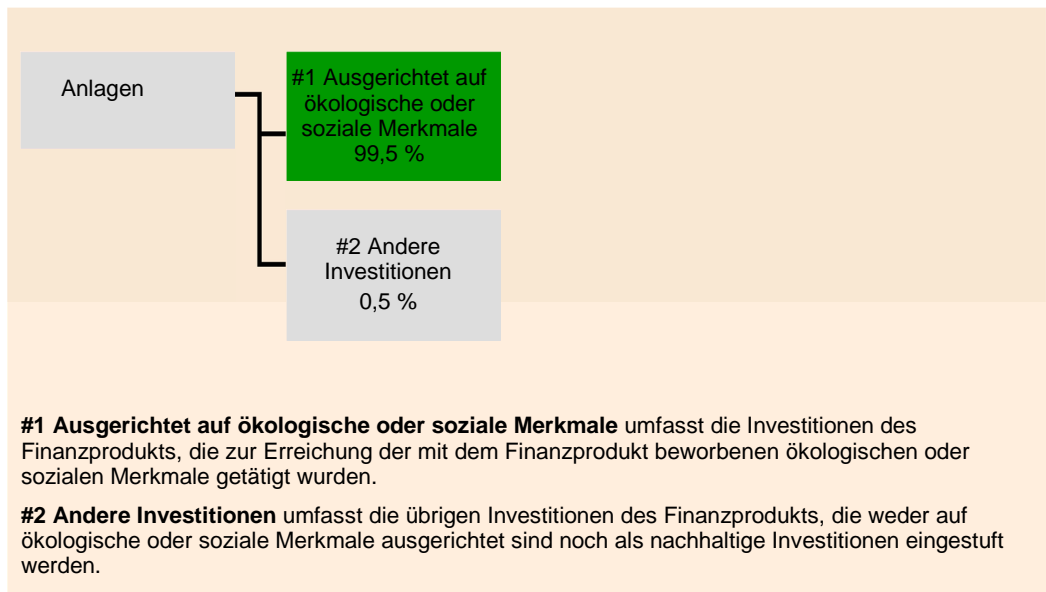 Anlagen
#1 Ausgerichtet auf
ökologische oder
soziale Merkmale
99,5 %
#2 Andere
Investitionen
0,5 %
#1 Ausgerichtet auf ökologische oder soziale Merkmale umfasst die Investitionen des
Finanzprodukts, die zur Erreichung der mit dem Finanzprodukt beworbenen ökologischen oder
sozialen Merkmale getätigt wurden.
#2 Andere Investitionen umfasst die übrigen Investitionen des Finanzprodukts, die weder auf
ökologische oder soziale Merkmale ausgerichtet sind noch als nachhaltige Investitionen eingestuft
werden.